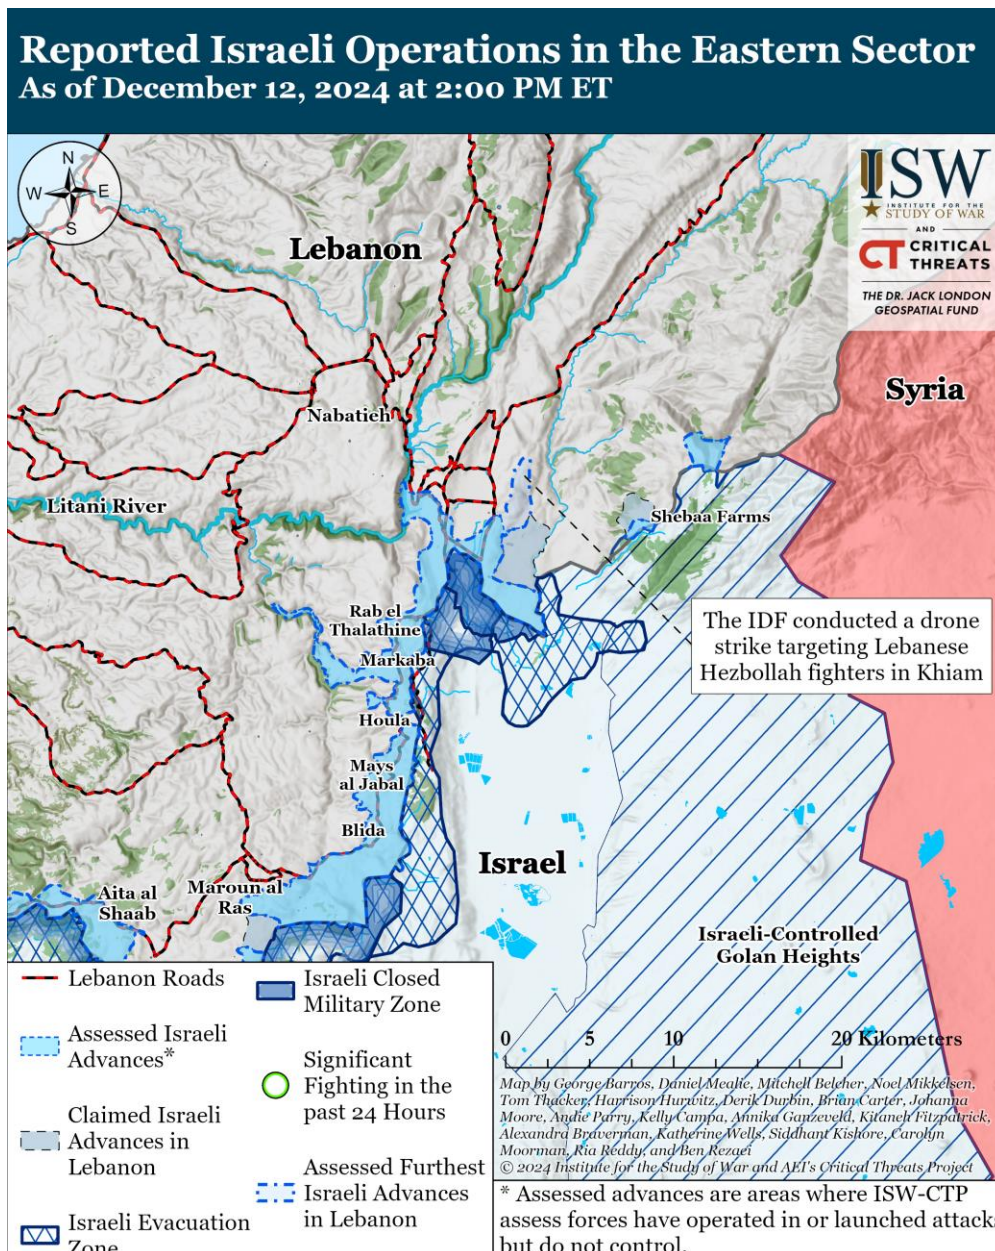 Reported Israeli Operations in the Eastern Sector
As of December 12, 2024 at 2:00 PM ET
N
W
E
S
ISW
INSTITUTE FOR THE
STUDY OF WAR
AND
CT CRITICAL
THREATS
THE DR. JACK LONDON
GEOSPATIAL FUND
Lebanon
Syria
Nabatieh
Litani River
Shebaa Farms
Rab el
Thalathine
Markaba
The IDF conducted a drone
strike targeting Lebanese
Hezbollah fighters in Khiam
Houla
Mays
al Jabal
Blida
Israel
Aita al
Shaab
Maroun al
Ras
Israeli-Controlled
Golan Heights
Lebanon Roads
Assessed Israeli
Advances*
Claimed Israeli
Advances in
Lebanon
Israeli Evacuation
Zone
Israeli Closed
Military Zone
Significant
Fighting in the
past 24 Hours
Assessed Furthest
Israeli Advances
in Lebanon
0 5 10 20 Kilometers
Map by George Barros, Daniel Mealie, Mitchell Belcher, Noel Mikkelsen,
Tom Thacker, Harrison Hurwitz, Derik Durbin, Brian Carter, Johanna
Moore, Andie Parry, Kelly Campa, Annika Ganzeveld, Kitaneh Fitzpatrick,
Alexandra Braverman, Katherine Wells, Siddhant Kishore, Carolyn
Moorman, Ria Reddy, and Ben Rezaei
© 2024 Institute for the Study of War and AEI's Critical Threats Project
* Assessed advances are areas where ISW-CTP
assess forces have operated in or launched attacks
but do not control.